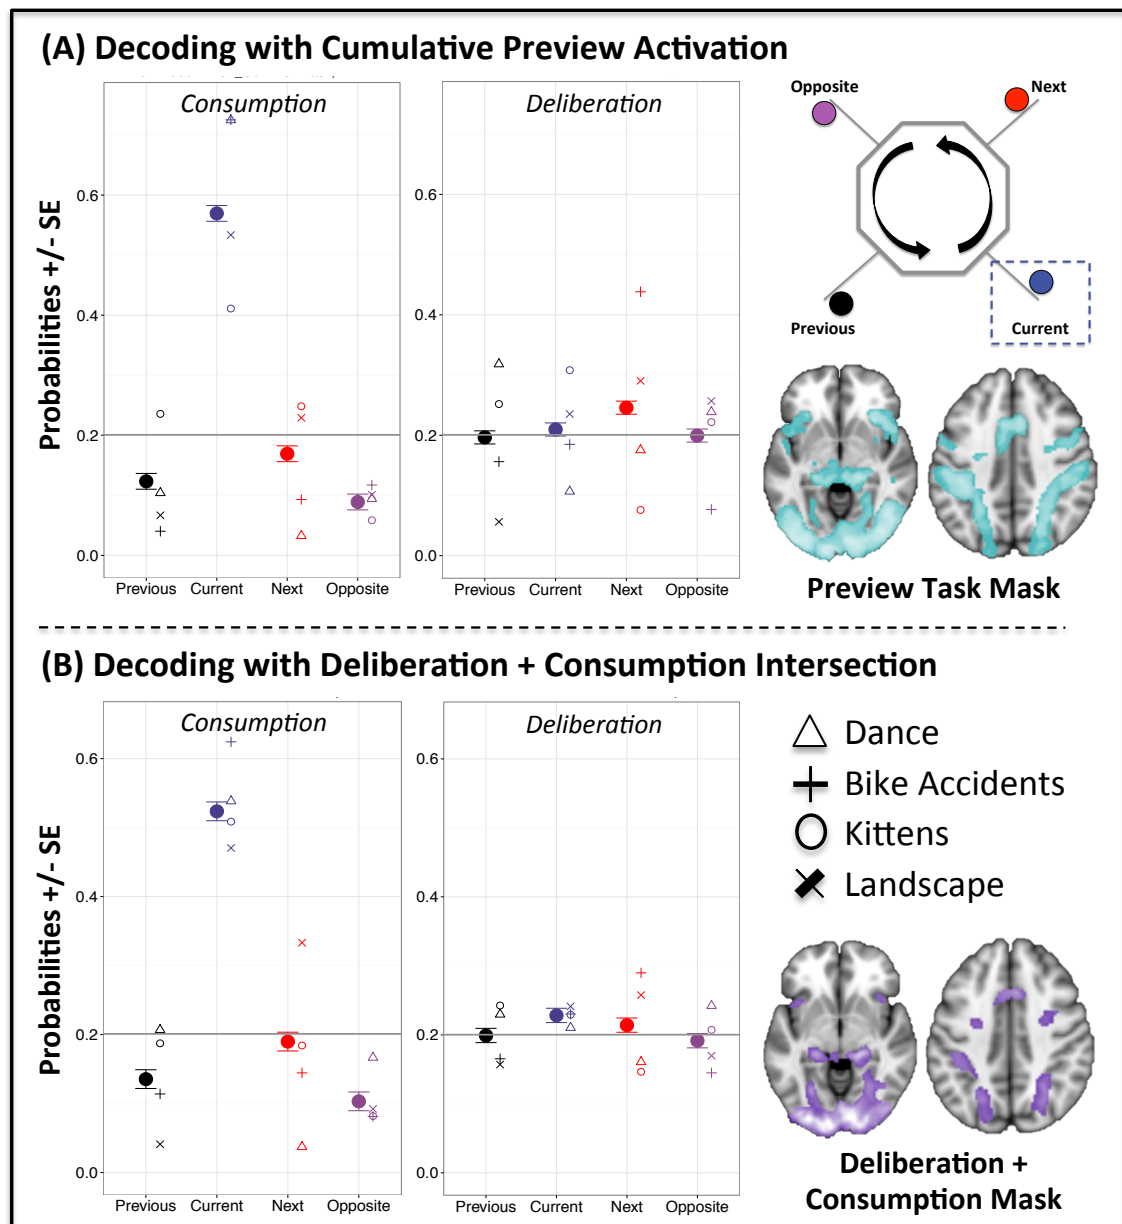 (A) Decoding with Cumulative Preview Activation
Consumption
Deliberation
Probabilities +/- SE
0.6
0.4
0.2
0.0
Previous Current Next Opposite
0.6
0.4
0.2
0.0
Previous Current Next Opposite
Opposite
Next
Previous
Current
Preview Task Mask
(B) Decoding with Deliberation + Consumption Intersection
Consumption
Deliberation
Probabilities +/- SE
0.6
0.4
0.2
0.0
Previous Current Next Opposite
0.6
0.4
0.2
0.0
Previous Current Next Opposite
Dance
Bike Accidents
Kittens
Landscape
Deliberation +
Consumption Mask